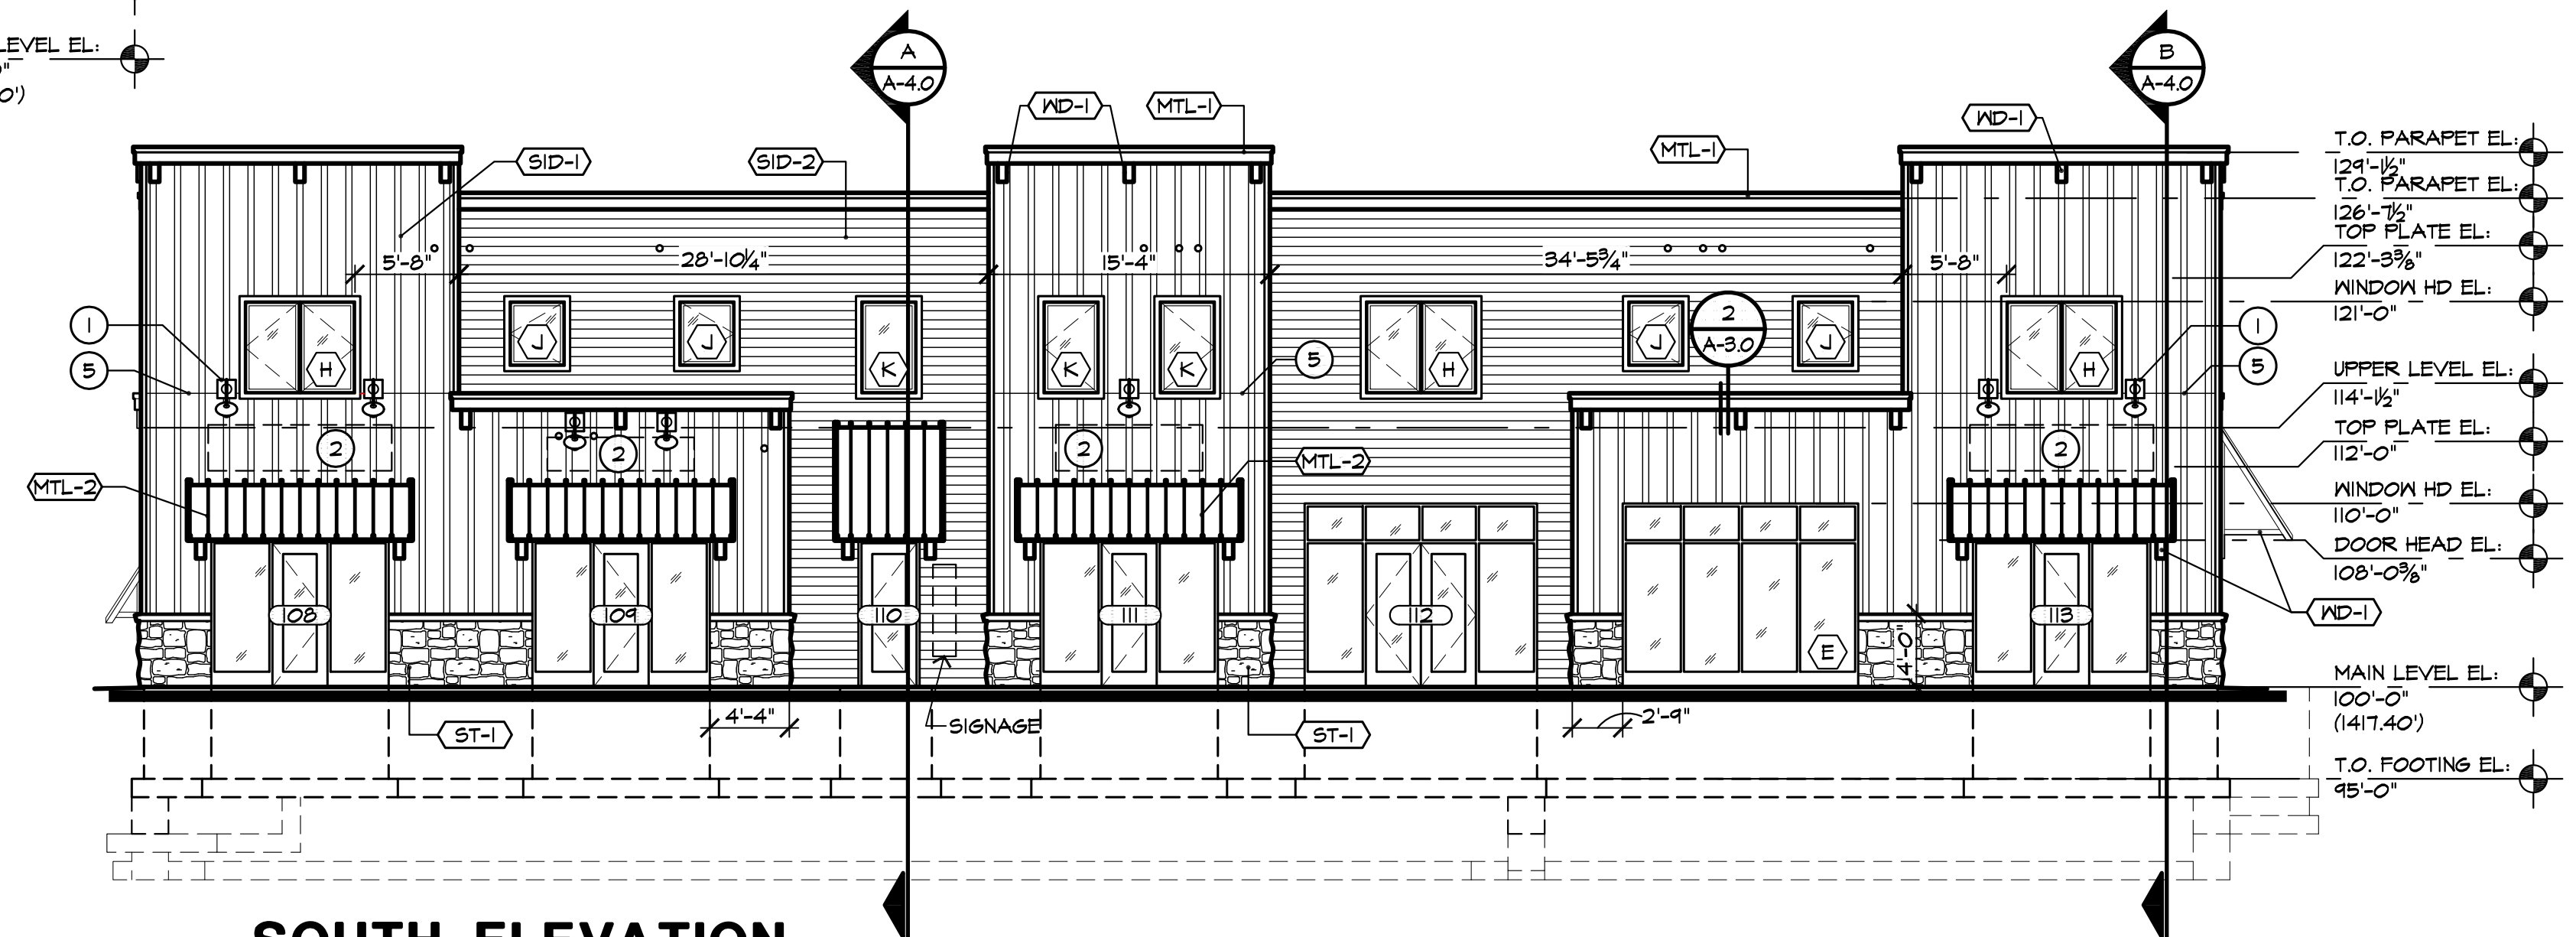 LEVEL EL:
0')
A
A-4.0
B
A-4.0
WD-1
MTL-1
WD-1
SID-1
SID-2
MTL-1
T.O. PARAPET EL:
129'-1½"
T.O. PARAPET EL:
126'-7½"
TOP PLATE EL:
122'-3⅜"
WINDOW HD EL:
121'-0"
UPPER LEVEL EL:
114'-½"
TOP PLATE EL:
112'-0"
WINDOW HD EL:
110'-0"
DOOR HEAD EL:
108'-0⅜"
WD-1
MAIN LEVEL EL:
100'-0"
(1417.40')
T.O. FOOTING EL:
95'-0"
5'-8"
28'-10¼"
15'-4"
34'-5¾"
5'-8"
1
5
H
J
J
K
K
K
5
H
J
2
A-3.0
J
H
1
5
2
2
2
2
MTL-2
MTL-2
108
109
110
111
112
E
4'-0"
113
4'-4"
SIGNAGE
2'-9"
ST-1
ST-1
SOUTH ELEVATION